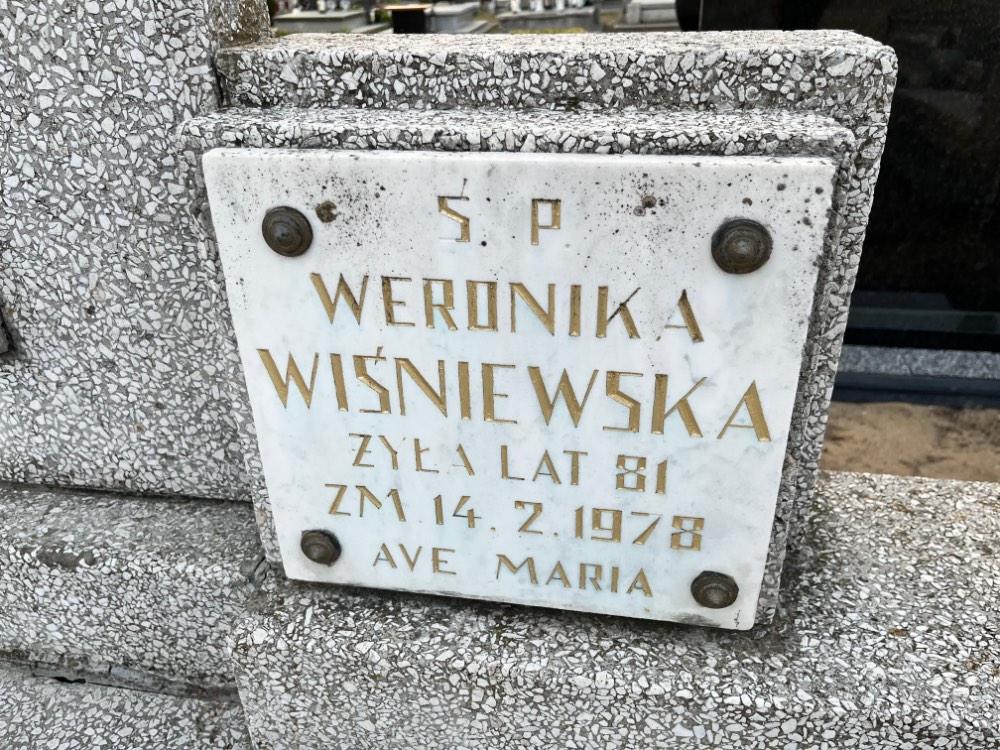 Ś P
WERONIKA
WIŚNIEWSKA
ŻYŁA LAT 81
ZM. 14. 2. 1978
AVE MARIA